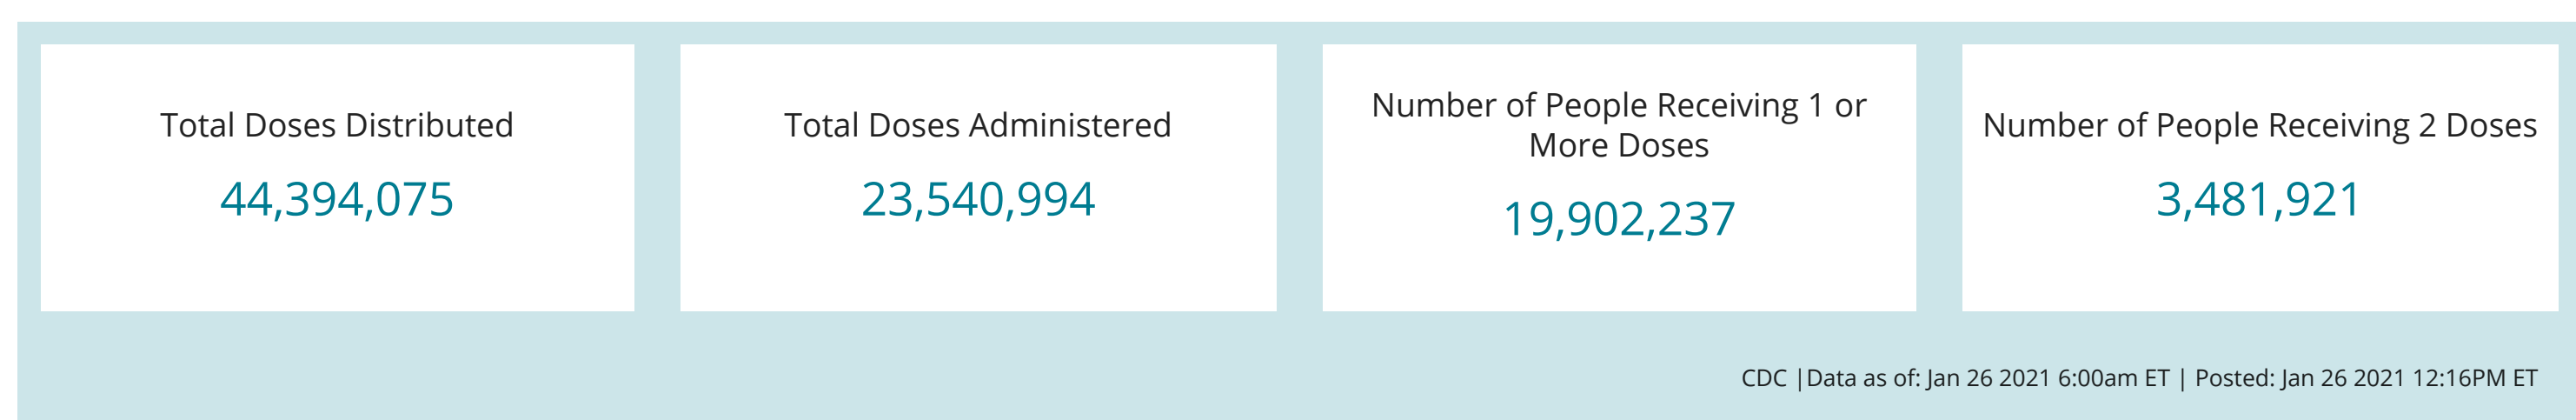 Total Doses Distributed
44,394,075
Total Doses Administered
23,540,994
Number of People Receiving 1 or
More Doses
19,902,237
Number of People Receiving 2 Doses
3,481,921
CDC |Data as of: Jan 26 2021 6:00am ET | Posted: Jan 26 2021 12:16PM ET